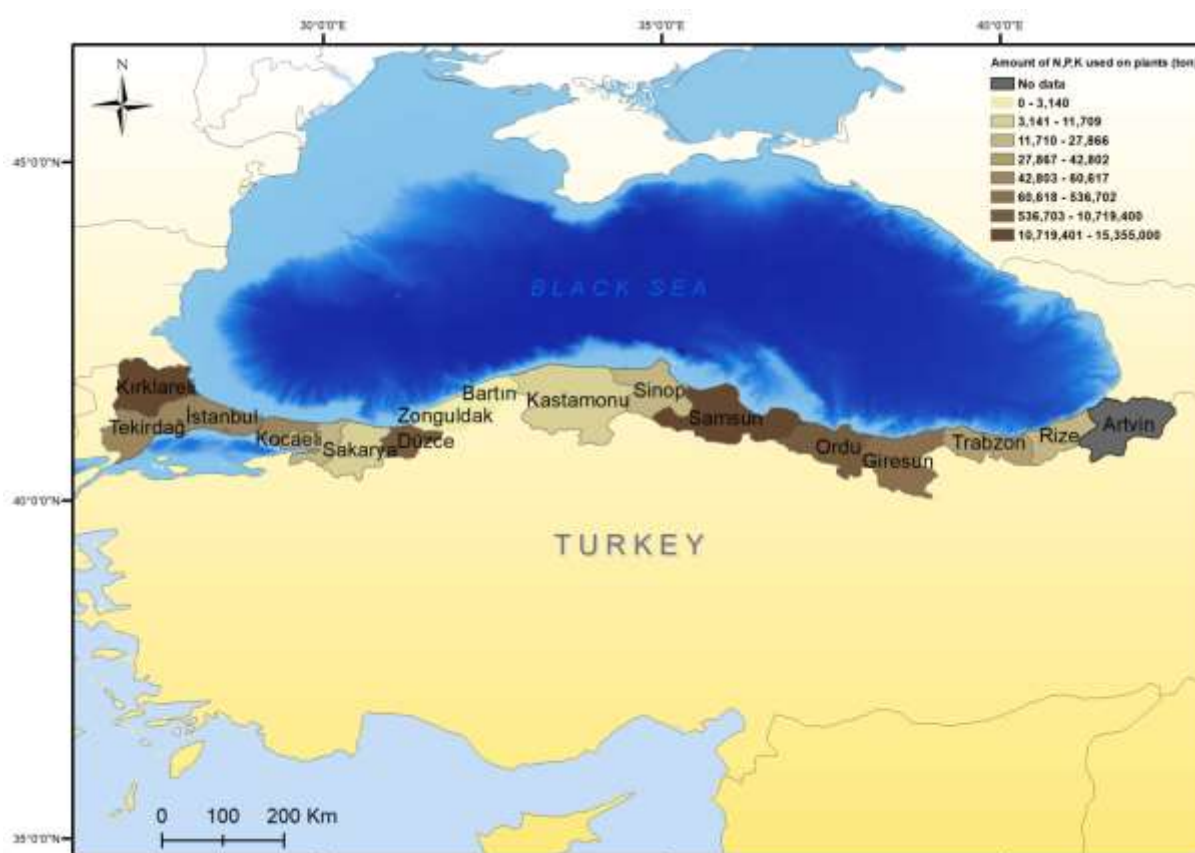 30°0'0"E 35°0'0"E 40°0'0"E
N
Amount of N,P,K used on plants (ton)
No data
0 - 3,140
3,141 - 11,709
11,710 - 27,866
27,867 - 42,802
42,803 - 60,617
60,618 - 536,702
536,703 - 10,719,400
10,719,401 - 15,355,000
45°0'0"N
BLACK SEA
Kırklareli
Bartın
Sinop
Kastamonu
İstanbul
Zonguldak
Samsun
Artvin
Tekirdağ
Kocaeli
Düzce
Sakarya
Ordu
Trabzon
Rize
Giresun
40°0'0"N
TURKEY
0 100 200 Km
35°0'0"N